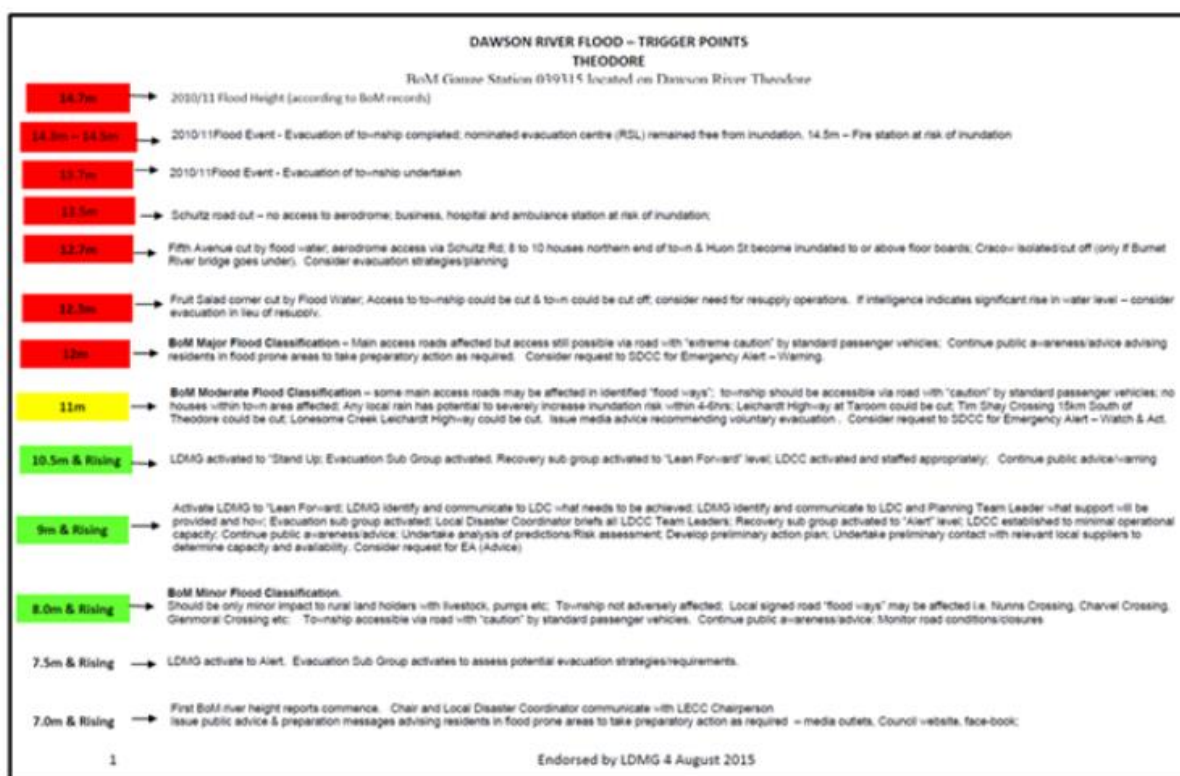 DAWSON RIVER FLOOD – TRIGGER POINTS
THEODORE
BoM Gauge Station 039315 located on Dawson River Theodore
14.7m
2010/11 Flood Height (according to BoM records)
2010/11Flood Event - Evacuation of township completed; nominated evacuation centre (RSL) remained free from inundation. 14.5m – Fire station at risk of inundation
13.7m
2010/11Flood Event - Evacuation of township undertaken
Schultz road cut – no access to aerodrome; business, hospital and ambulance station at risk of inundation;
12.7m
Fifth Avenue cut by flood water; aerodrome access via Schultz Rd, 8 to 10 houses northern end of town & Huon St become inundated to or above floor boards; Cracow isolated/cut off (only if Burnet
River bridge goes under). Consider evacuation strategies/planning
Fruit Salad corner cut by Flood Water; Access to township could be cut & town could be cut off; consider need for resupply operations. If intelligence indicates significant rise in water level – consider
evacuation in lieu of resupply.
12m
BoM Major Flood Classification – Main access roads affected but access still possible via road with "extreme caution" by standard passenger vehicles; Continue public awareness/advice advising
residents in flood prone areas to take preparatory action as required. Consider request to SDCC for Emergency Alert – Warning.
11m
BoM Moderate Flood Classification – some main access roads may be affected in identified "flood ways"; township should be accessible via road with "caution" by standard passenger vehicles; no
houses within town area affected; Any local rain has potential to severely increase inundation risk within 4-6hrs; Leichardt Highway at Taroom could be cut; Tim Shay Crossing 15km South of
Theodore could be cut; Lonesome Creek Leichardt Highway could be cut. Issue media advice recommending voluntary evacuation . Consider request to SDCC for Emergency Alert – Watch & Act.
10.5m & Rising
LDMG activated to "Stand Up; Evacuation Sub Group activated, Recovery sub group activated to "Lean Forward" level; LDCC activated and staffed appropriately; Continue public advice/warning
9m & Rising
Activate LDMG to "Lean Forward; LDMG identify and communicate to LDC what needs to be achieved; LDMG identify and communicate to LDC and Planning Team Leader what support will be
provided and how; Evacuation sub group activated; Local Disaster Coordinator briefs all LDCC Team Leaders; Recovery sub group activated to "Alert" level; LDCC established to minimal operational
capacity; Continue public awareness/advice; Undertake analysis of predictions/Risk assessment; Develop preliminary action plan; Undertake preliminary contact with relevant local suppliers to
determine capacity and availability. Consider request for EA (Advice)
8.0m & Rising
BoM Minor Flood Classification.
Should be only minor impact to rural land holders with livestock, pumps etc; Township not adversely affected; Local signed road "flood ways" may be affected i.e. Nunns Crossing, Charvel Crossing,
Glenmoral Crossing etc. Township accessible via road with "caution" by standard passenger vehicles. Continue public awareness/advice; Monitor road conditions/closures
7.5m & Rising
LDMG activate to Alert. Evacuation Sub Group activates to assess potential evacuation strategies/requirements.
7.0m & Rising
First BoM river height reports commence. Chair and Local Disaster Coordinator communicate with LECC Chairperson
Issue public advice & preparation messages advising residents in flood prone areas to take preparatory action as required – media outlets, Council website, face-book;
1
Endorsed by LDMG 4 August 2015